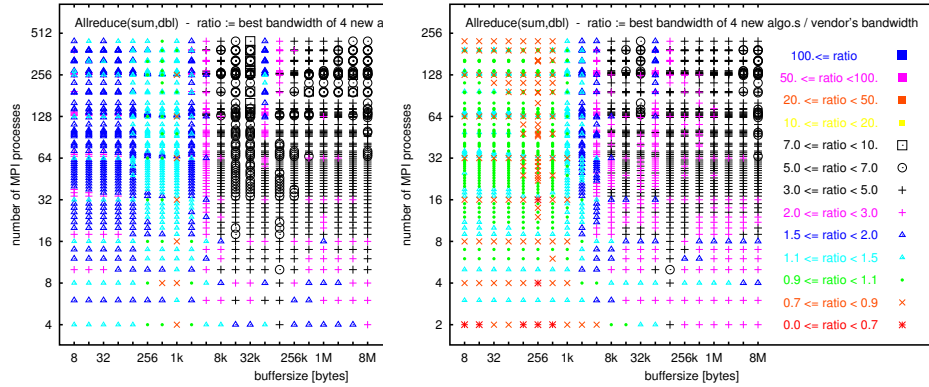 Allreduce(sum,dbl) - ratio := best bandwidth of 4 new a
512
256
128
64
32
16
8
4
number of MPI processes
8 32 256 1k 8k 32k 256k 1M 8M
buffersize [bytes]
Allreduce(sum,dbl) - ratio := best bandwidth of 4 new algo.s / vendor's bandwidth
256
128
64
32
16
8
4
2
number of MPI processes
8 32 256 1k 8k 32k 256k 1M 8M
buffersize [bytes]
100.<= ratio
50. <= ratio <100.
20. <= ratio < 50.
10. <= ratio < 20.
7.0 <= ratio < 10.
5.0 <= ratio < 7.0
3.0 <= ratio < 5.0
2.0 <= ratio < 3.0
1.5 <= ratio < 2.0
1.1 <= ratio < 1.5
0.9 <= ratio < 1.1
0.7 <= ratio < 0.9
0.0 <= ratio < 0.7